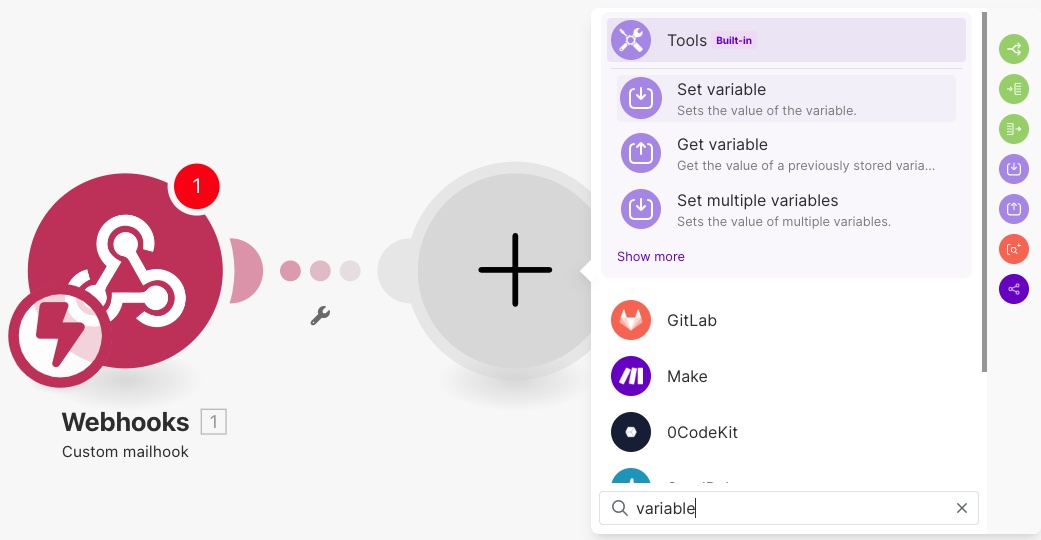 1
Webhooks 1
Custom mailhook
Tools Built-in
Set variable
Sets the value of the variable.
Get variable
Get the value of a previously stored varia...
Set multiple variables
Sets the value of multiple variables.
Show more
GitLab
Make
0CodeKit
variable